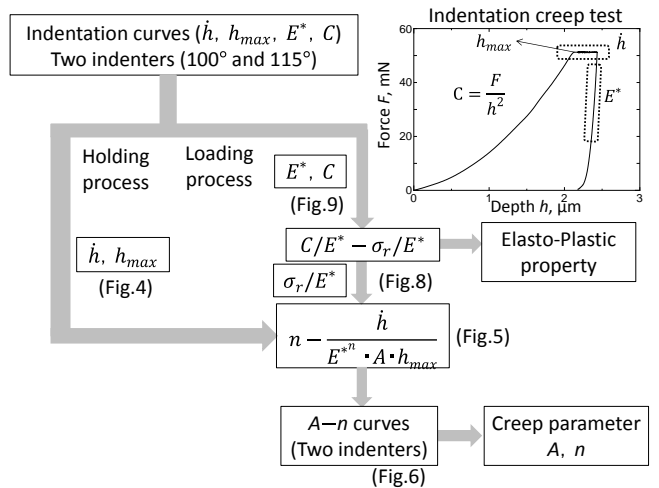 Indentation curves (ḣ, h_max, E*, C)
Two indenters (100° and 115°)
Indentation creep test
h_max
ḣ
C = F/h²
E*
Force F, mN
60
40
20
0
0
1
2
3
Depth h, μm
Holding
process
Loading
process
E*, C
(Fig.9)
ḣ, h_max
(Fig.4)
C/E* − σ_r/E*
Elasto-Plastic
property
σ_r/E*
(Fig.8)
n − ḣ/(E*ⁿ・A・h_max)
(Fig.5)
A−n curves
(Two indenters)
(Fig.6)
Creep parameter
A, n